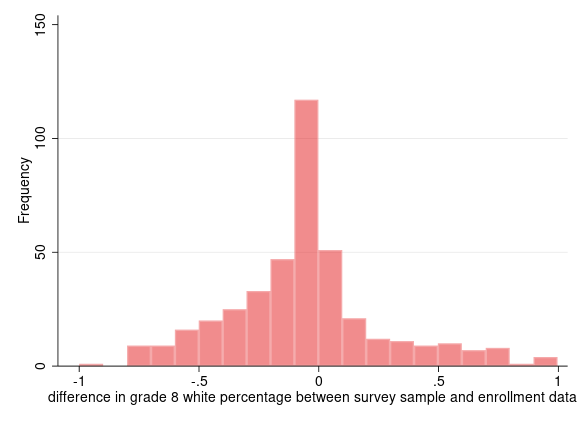 150
100
50
0
Frequency
-1 -.5 0 .5 1
difference in grade 8 white percentage between survey sample and enrollment data